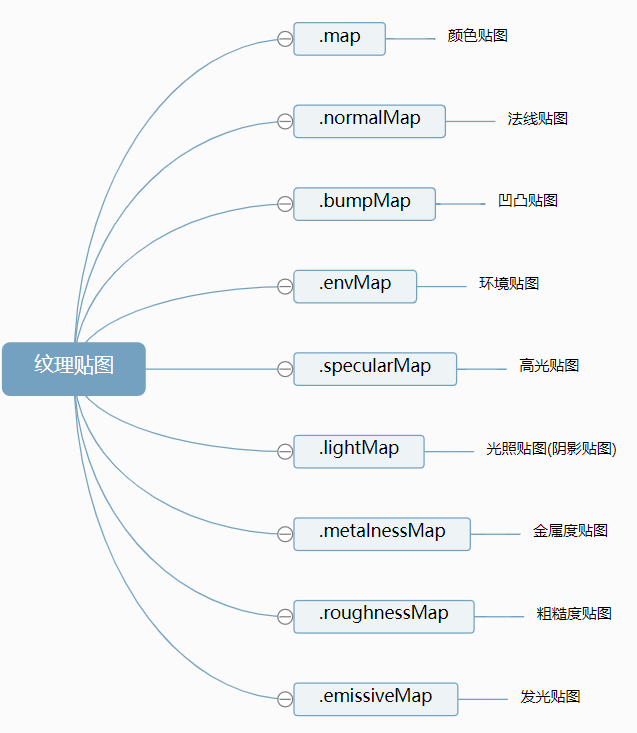 .map
颜色贴图
.normalMap
法线贴图
.bumpMap
凹凸贴图
.envMap
环境贴图
纹理贴图
.specularMap
高光贴图
.lightMap
光照贴图(阴影贴图)
.metalnessMap
金属度贴图
.roughnessMap
粗糙度贴图
.emissiveMap
发光贴图